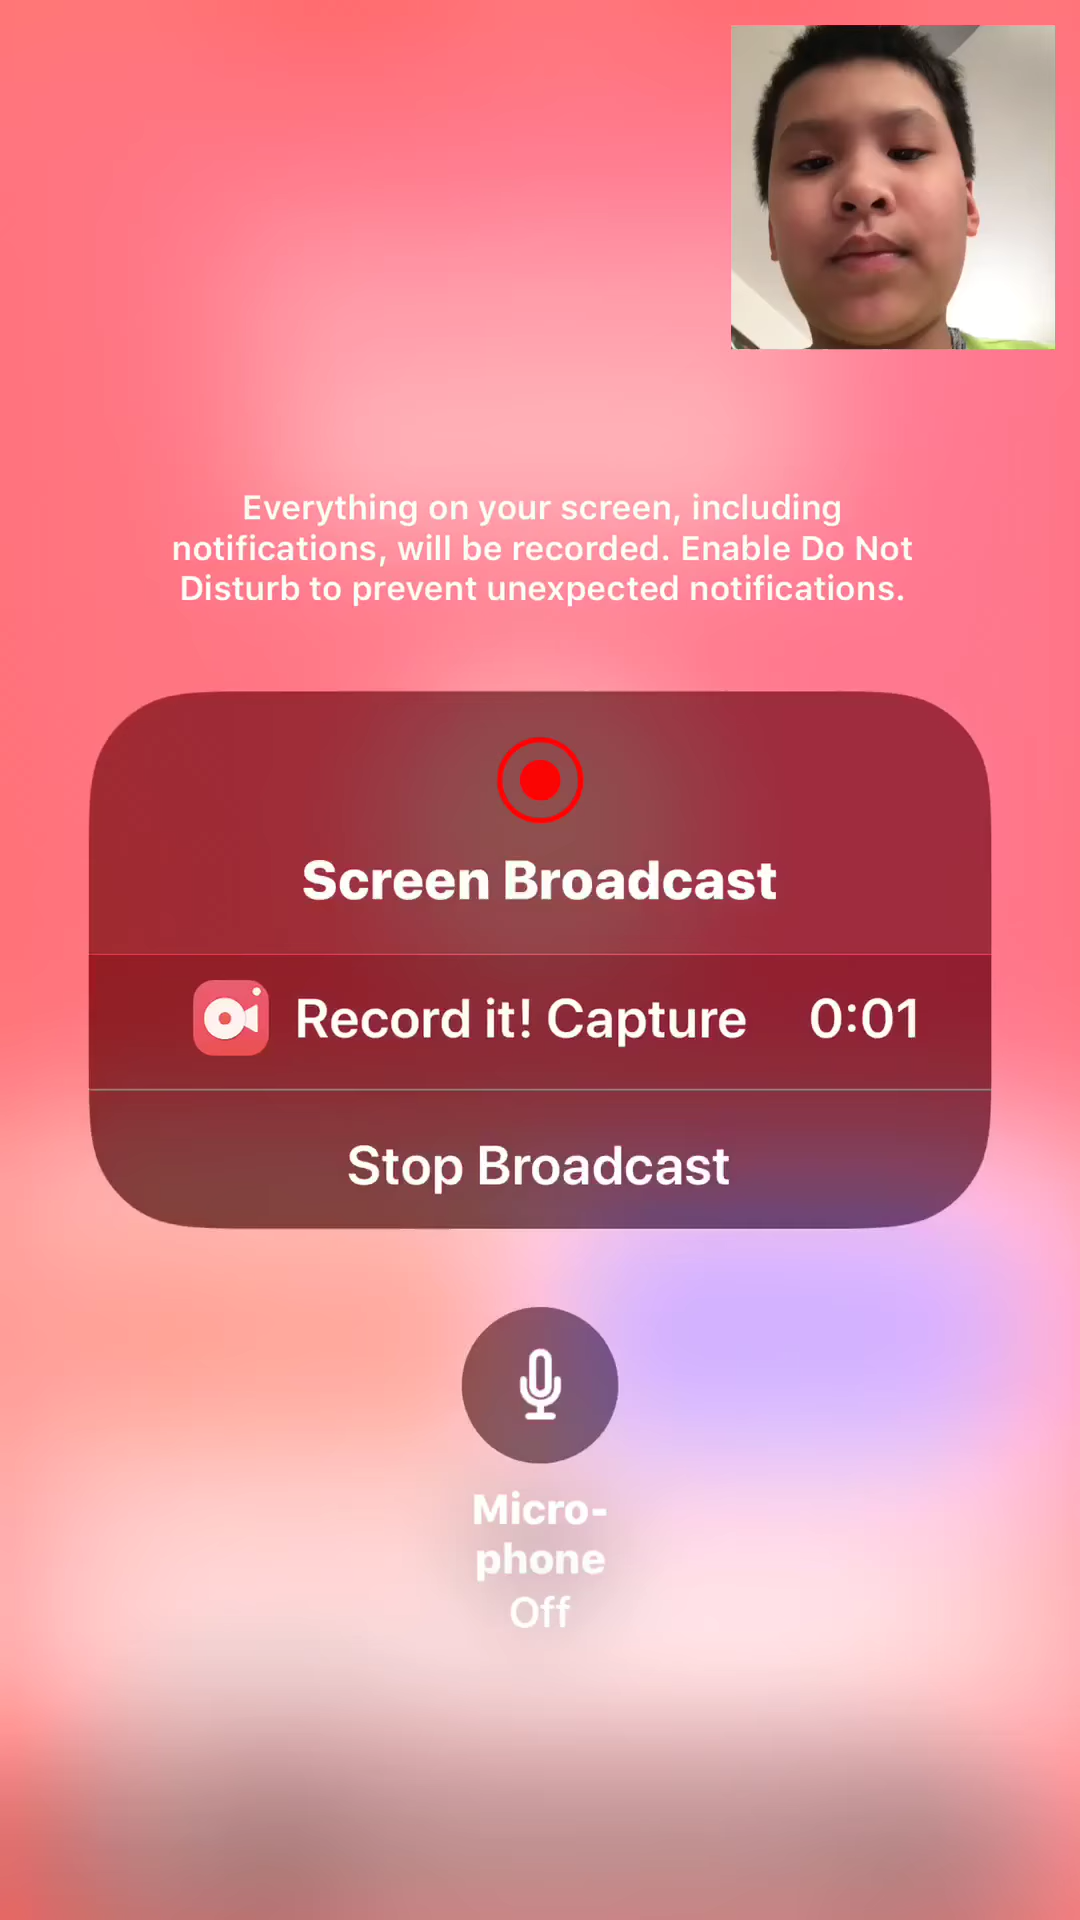 Everything on your screen, including
notifications, will be recorded. Enable Do Not
Disturb to prevent unexpected notifications.
Screen Broadcast
Record it! Capture 0:01
Stop Broadcast
Micro-
phone
Off